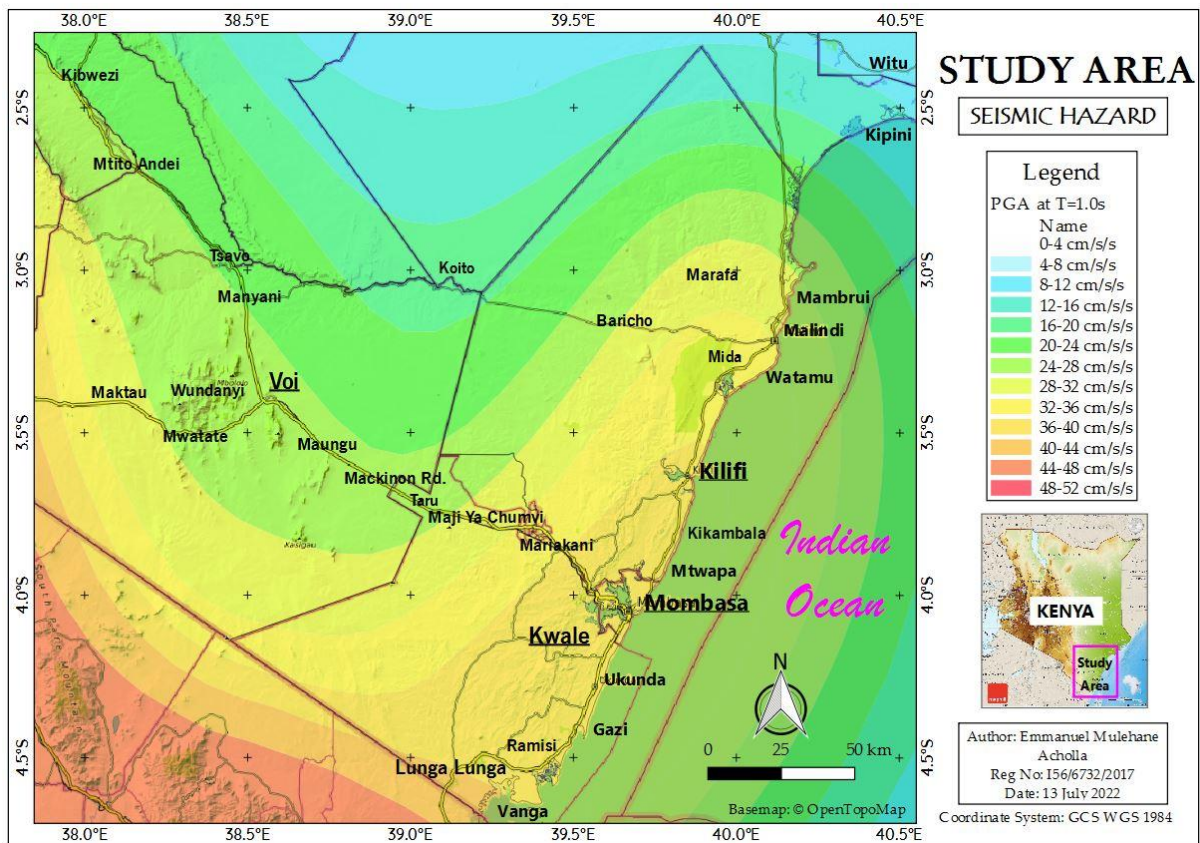 38.0°E 38.5°E 39.0°E 39.5°E 40.0°E 40.5°E
Witu
Kibwezi
2.5°S 2.5°S
Kipini
Mtito Andei
Tsavo
Koito
3.0°S 3.0°S
Marafa
Manyani
Mambrui
Baricho
Malindi
Mida
Watamu
Voi
Maktau
Wundanyi
Mwatate
3.5°S 3.5°S
Maungu
Mackinon Rd.
Kilifi
Taru
Maji Ya Chumvi
Kasigau
Mariakani
Kikambala
Indian
Ocean
Mtwapa
4.0°S 4.0°S
Mombasa
Kwale
N
Ukunda
Gazi
Ramisi
0 25 50 km
4.5°S 4.5°S
Lunga Lunga
Vanga
Basemap: © OpenTopoMap
38.0°E 38.5°E 39.0°E 39.5°E 40.0°E 40.5°E
STUDY AREA
SEISMIC HAZARD
Legend
PGA at T=1.0s
Name
0-4 cm/s/s
4-8 cm/s/s
8-12 cm/s/s
12-16 cm/s/s
16-20 cm/s/s
20-24 cm/s/s
24-28 cm/s/s
28-32 cm/s/s
32-36 cm/s/s
36-40 cm/s/s
40-44 cm/s/s
44-48 cm/s/s
48-52 cm/s/s
KENYA
Study
Area
Author: Emmanuel Mulehane
Acholla
Reg No: I56/6732/2017
Date: 13 July 2022
Coordinate System: GCS WGS 1984